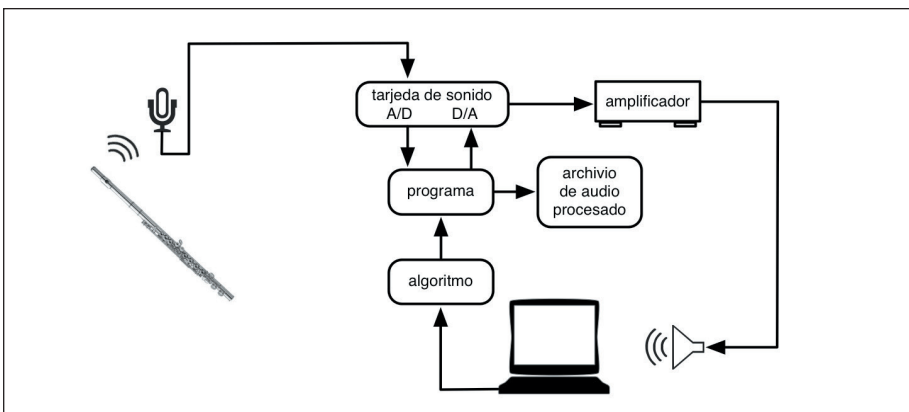 tarjeda de sonido
A/D D/A
amplificador
programa
archivio
de audio
procesado
algoritmo